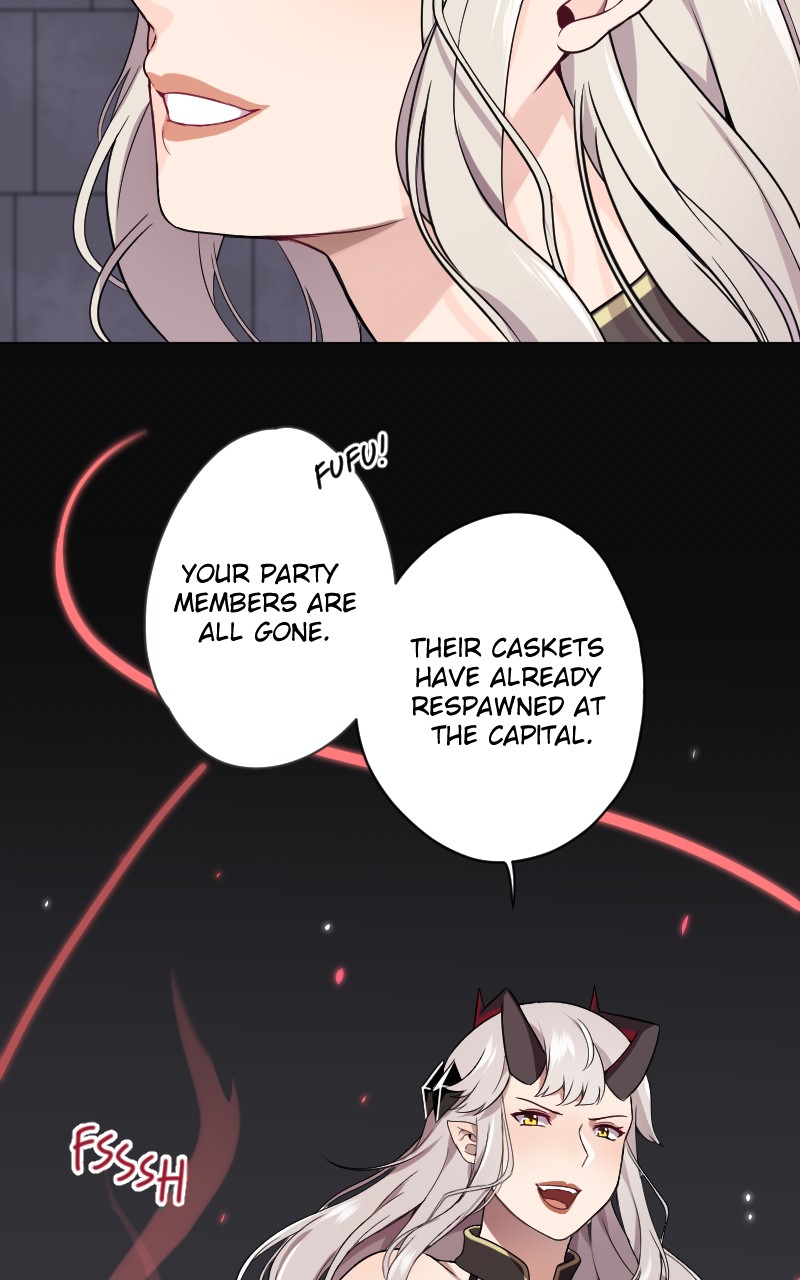 FUFU!
YOUR PARTY
MEMBERS ARE
ALL GONE.
THEIR CASKETS
HAVE ALREADY
RESPAWNED AT
THE CAPITAL.
FSSSH